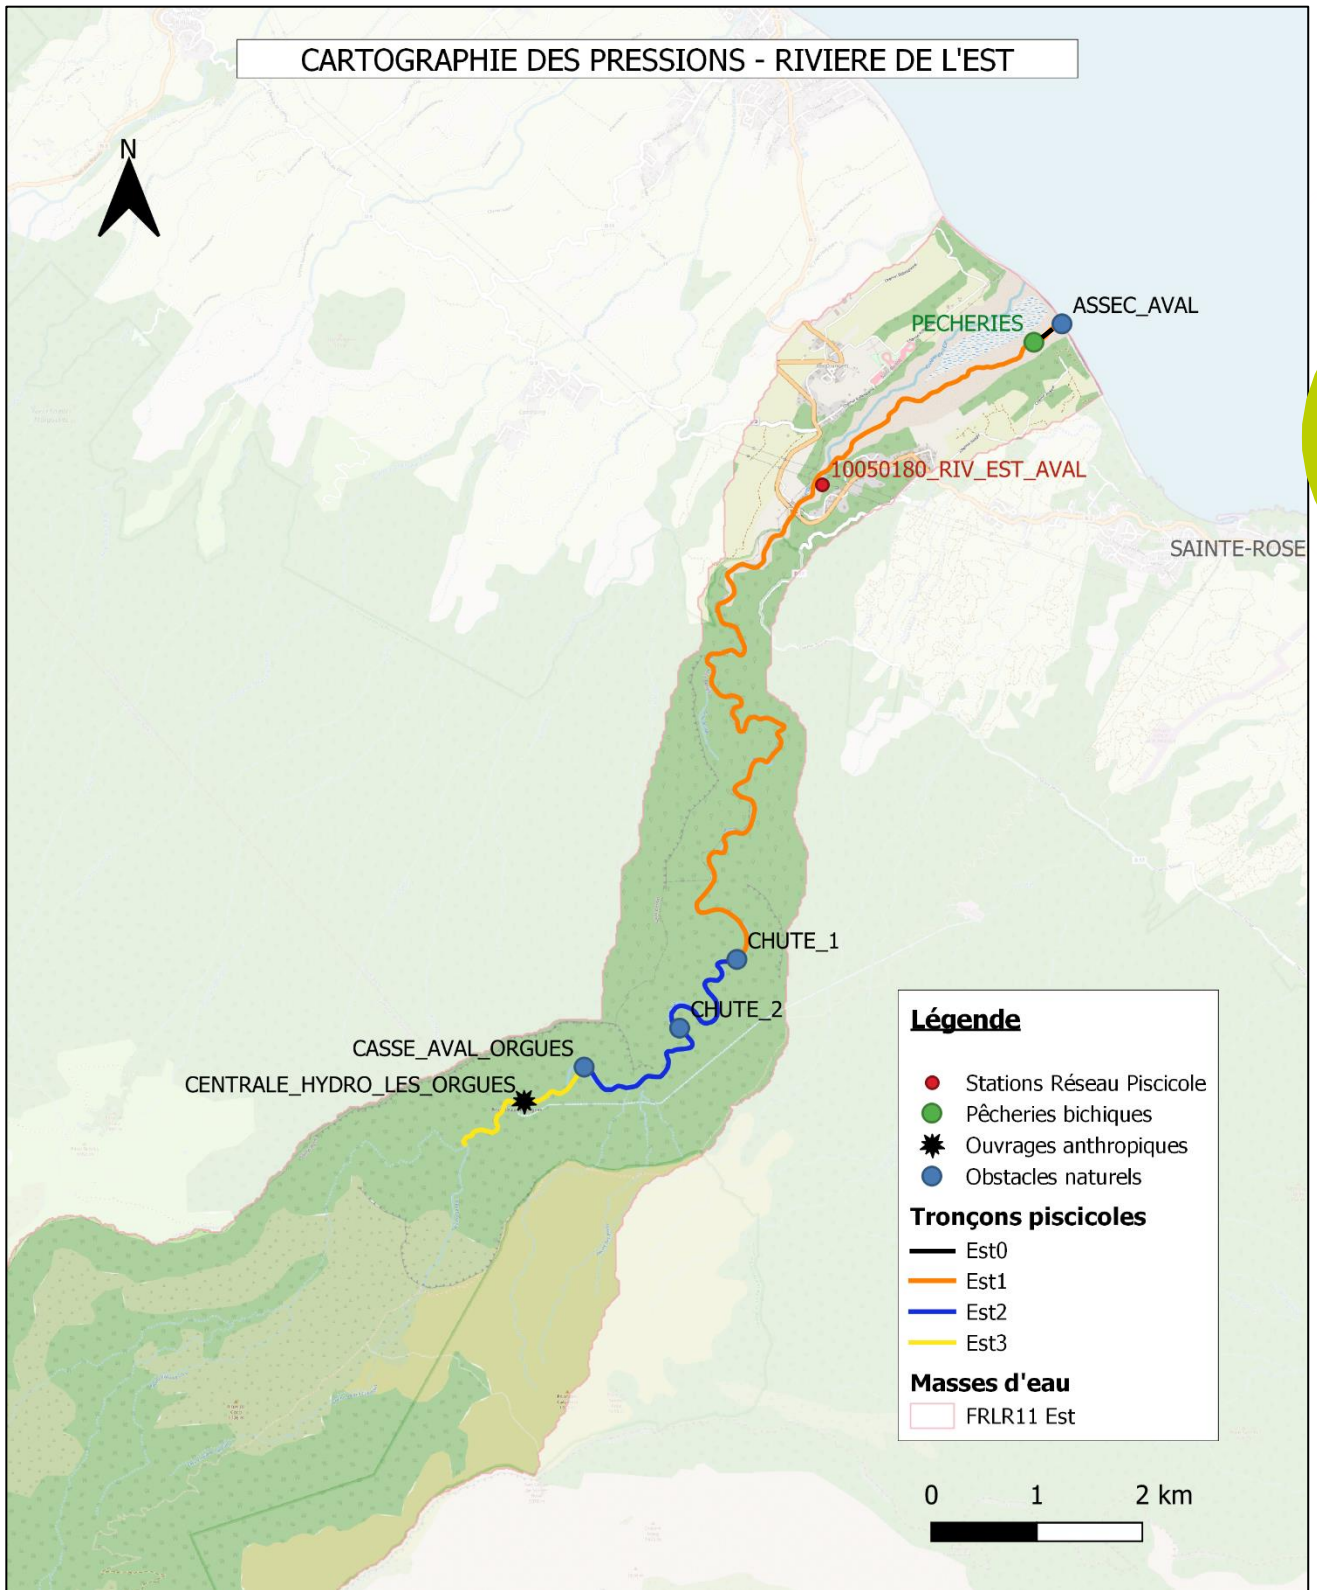 CARTOGRAPHIE DES PRESSIONS - RIVIERE DE L'EST
N
ASSEC_AVAL
PECHERIES
10050180_RIV_EST_AVAL
SAINTE-ROSE
CHUTE_1
CHUTE_2
CASSE_AVAL_ORGUES
CENTRALE_HYDRO_LES_ORGUES
Légende
Stations Réseau Piscicole
Pêcheries bichiques
Ouvrages anthropiques
Obstacles naturels
Tronçons piscicoles
Est0
Est1
Est2
Est3
Masses d'eau
FRLR11 Est
0 1 2 km